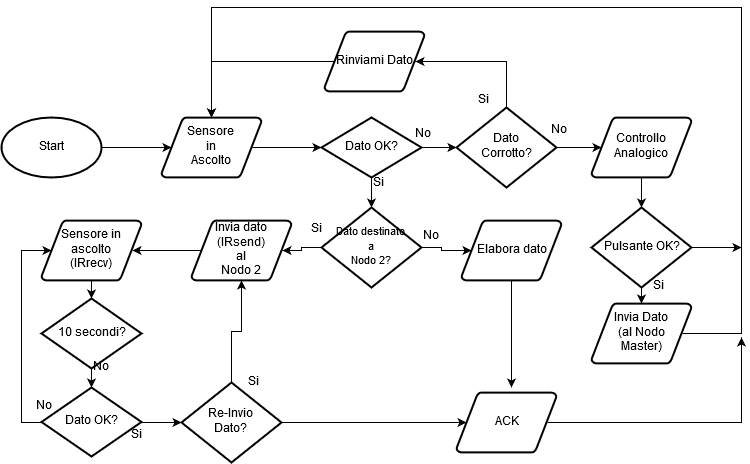 Si
Rinviami Dato
Si
Start
Sensore
in
Ascolto
Dato OK?
No
Dato
Corrotto?
No
Controllo
Analogico
Si
Sensore in
ascolto
(IRrecv)
Invia dato
(IRsend)
al
Nodo 2
Si
Dato destinato
a
Nodo 2?
No
Elabora dato
Pulsante OK?
Si
10 secondi?
No
Invia Dato
(al Nodo
Master)
No
Dato OK?
Si
Si
Re-Invio
Dato?
ACK